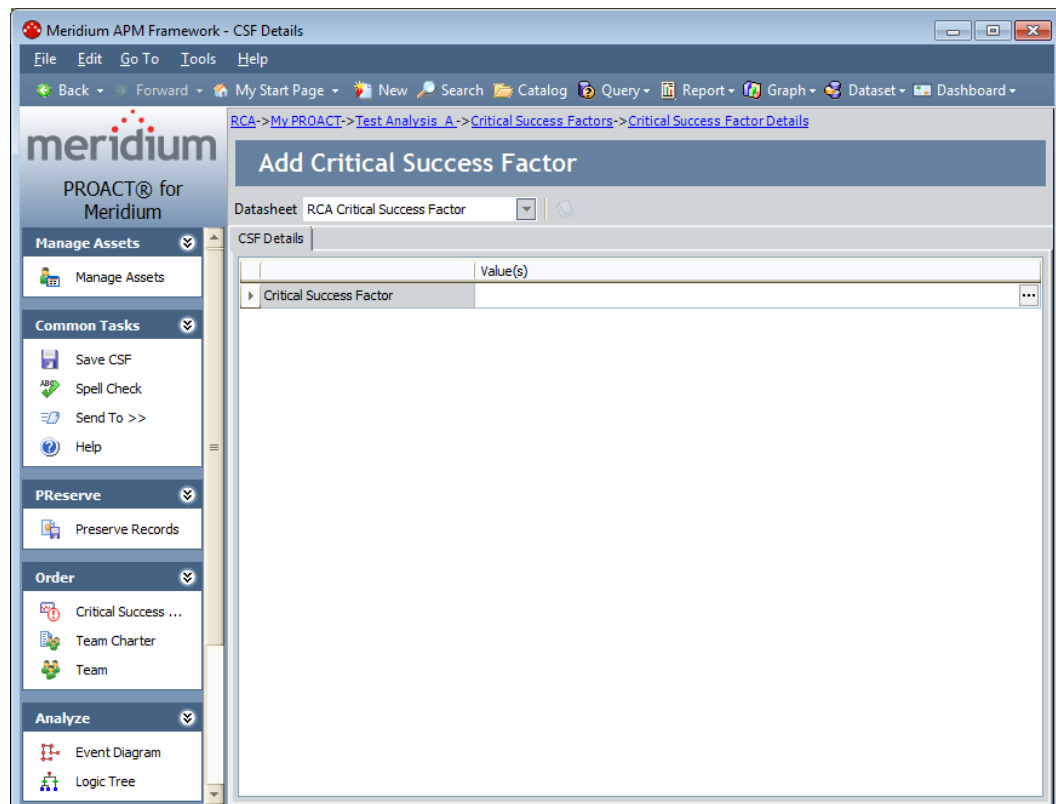 Meridium APM Framework - CSF Details
File Edit Go To Tools Help
Back Forward My Start Page New Search Catalog Query Report Graph Dataset Dashboard
meridium
PROACT® for
Meridium
Manage Assets
Manage Assets
Common Tasks
Save CSF
ABC Spell Check
Send To >>
Help
PReserve
Preserve Records
Order
Critical Success ...
Team Charter
Team
Analyze
Event Diagram
Logic Tree
RCA->My PROACT->Test Analysis A->Critical Success Factors->Critical Success Factor Details
Add Critical Success Factor
Datasheet RCA Critical Success Factor
CSF Details
Value(s)
Critical Success Factor ...